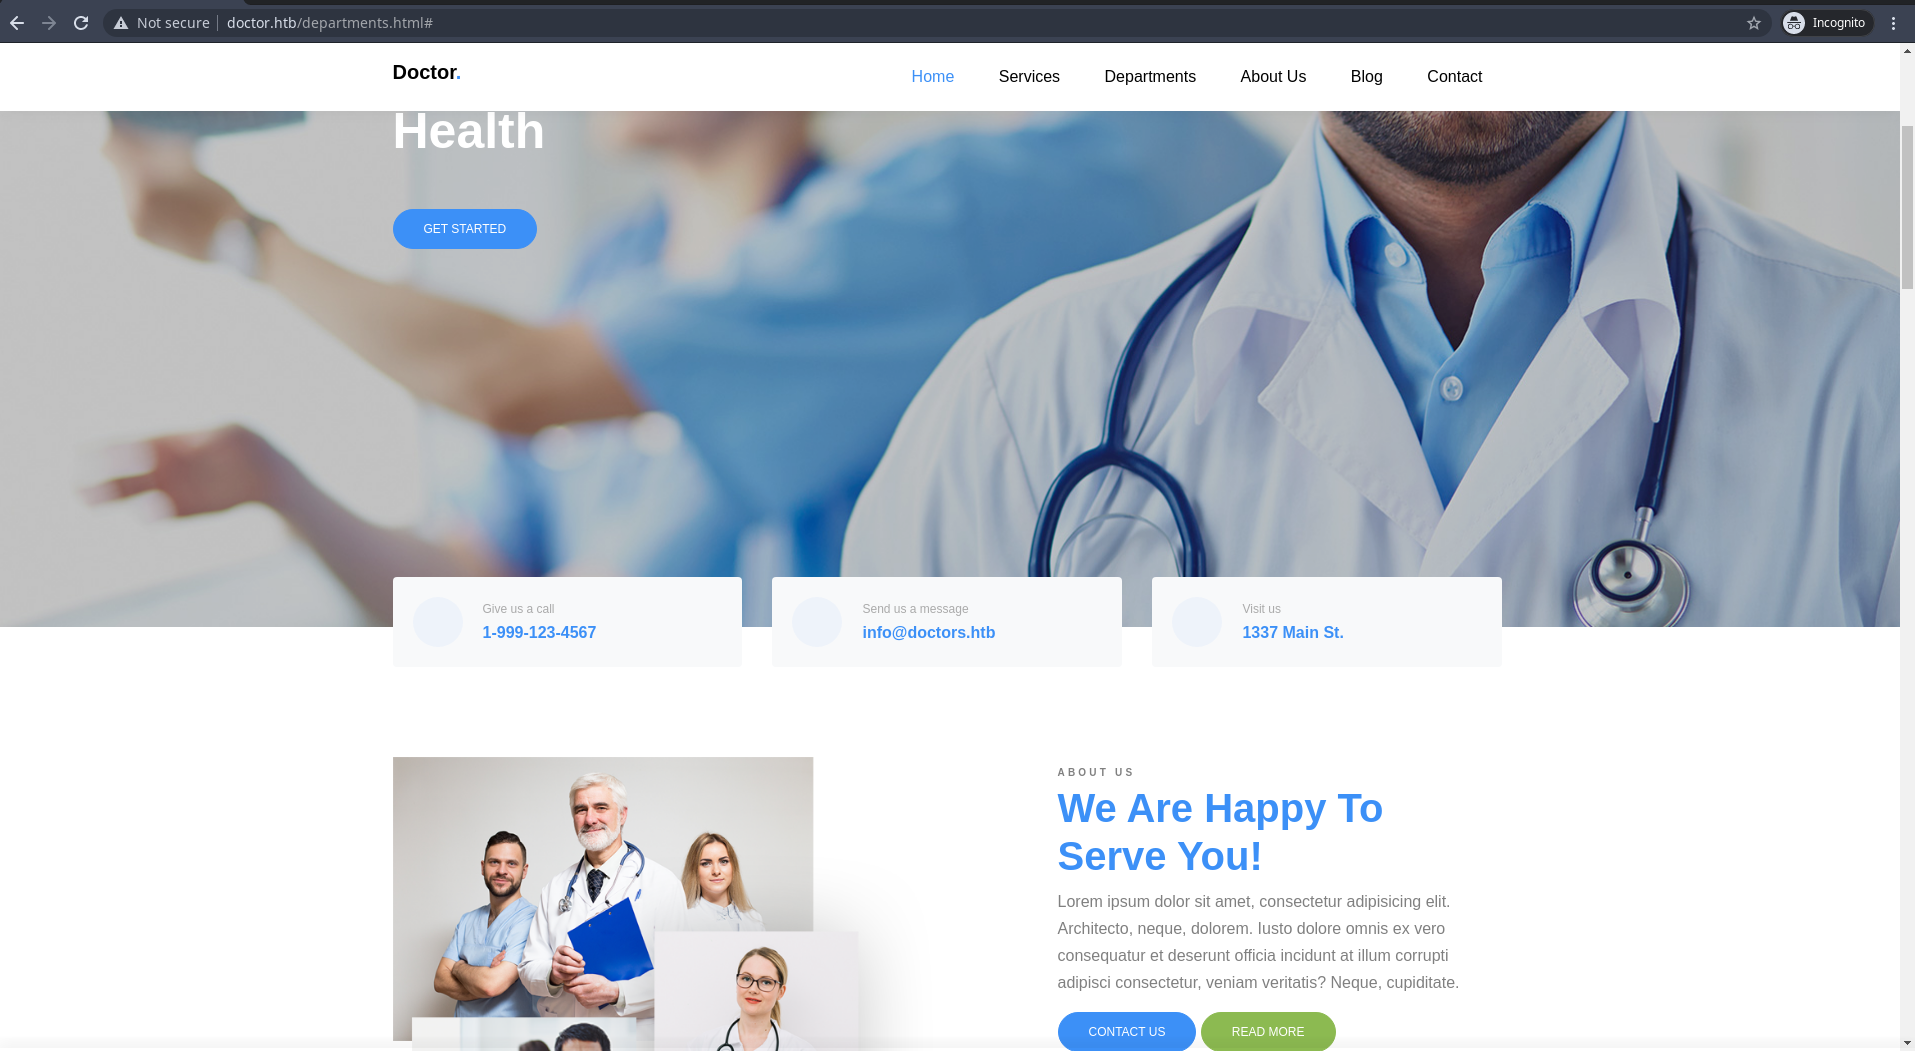 Not secure
doctor.htb/departments.html#
Incognito
Doctor.
Home Services Departments About Us Blog Contact
Health
GET STARTED
Give us a call
1-999-123-4567
Send us a message
info@doctors.htb
Visit us
1337 Main St.
ABOUT US
We Are Happy To
Serve You!
Lorem ipsum dolor sit amet, consectetur adipisicing elit.
Architecto, neque, dolorem. Iusto dolore omnis ex vero
consequatur et deserunt officia incidunt at illum corrupti
adipisci consectetur, veniam veritatis? Neque, cupiditate.
CONTACT US READ MORE